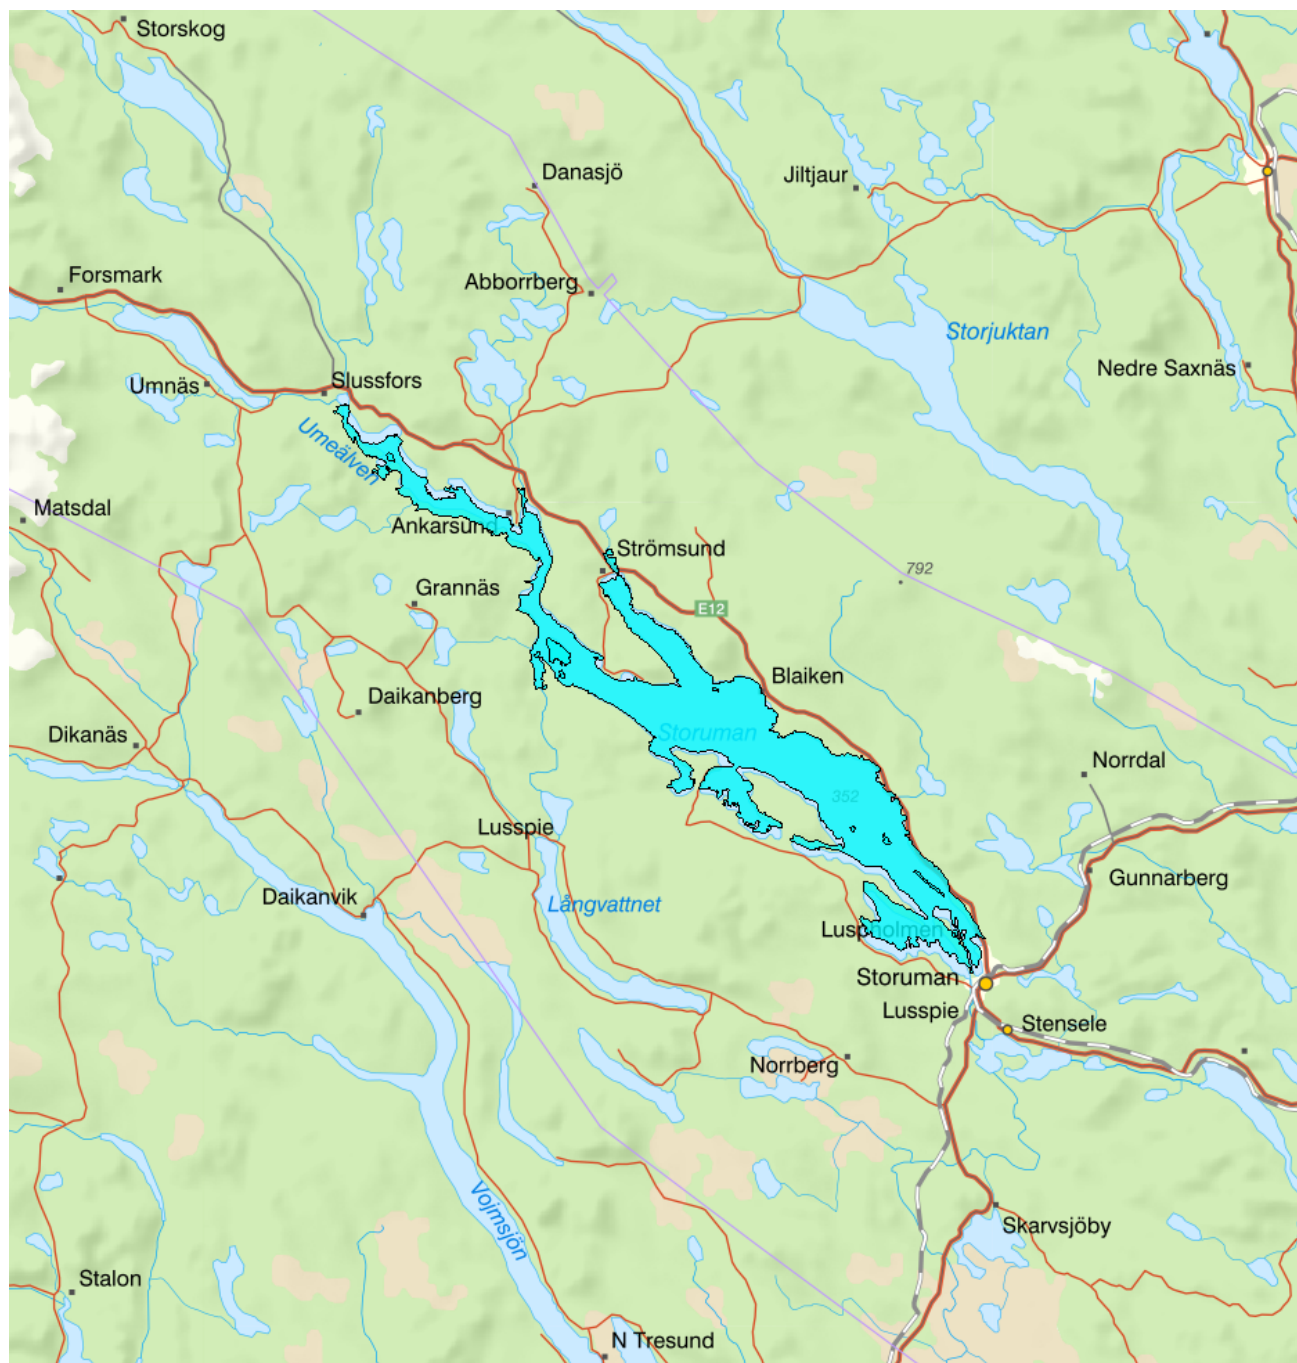 Storskog
Danasjö
Jiltjaur
Forsmark
Abborrberg
Storjuktan
Nedre Saxnäs
Umnäs
Slussfors
Umeälven
Matsdal
Ankarsund
Strömsund
792
Grannäs
E12
Blaiken
Daikanberg
Dikanäs
Storuman
Norrdal
352
Lusspie
Gunnarberg
Daikanvik
Långvattnet
Luspholmen
Storuman
Lusspie
Stensele
Norrberg
Vojmsjön
Skarvsjöby
Stalon
N Tresund